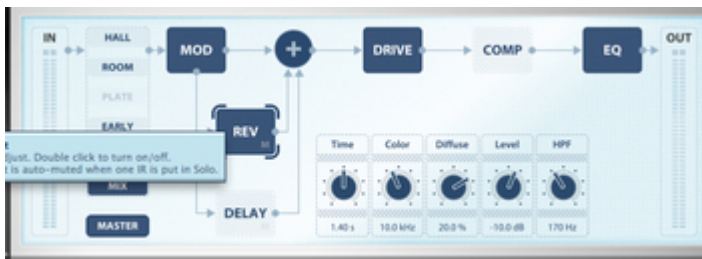 IN
HALL
MOD
DRIVE
COMP
EQ
OUT
ROOM
PLATE
EARLY
REV
M
djust. Double click to turn on/off.
t is auto-muted when one IR is put in Solo.
MIX
MASTER
DELAY
Time Color Diffuse Level HPF
1.40 s 10.0 kHz 20.0 % -10.0 dB 170 Hz